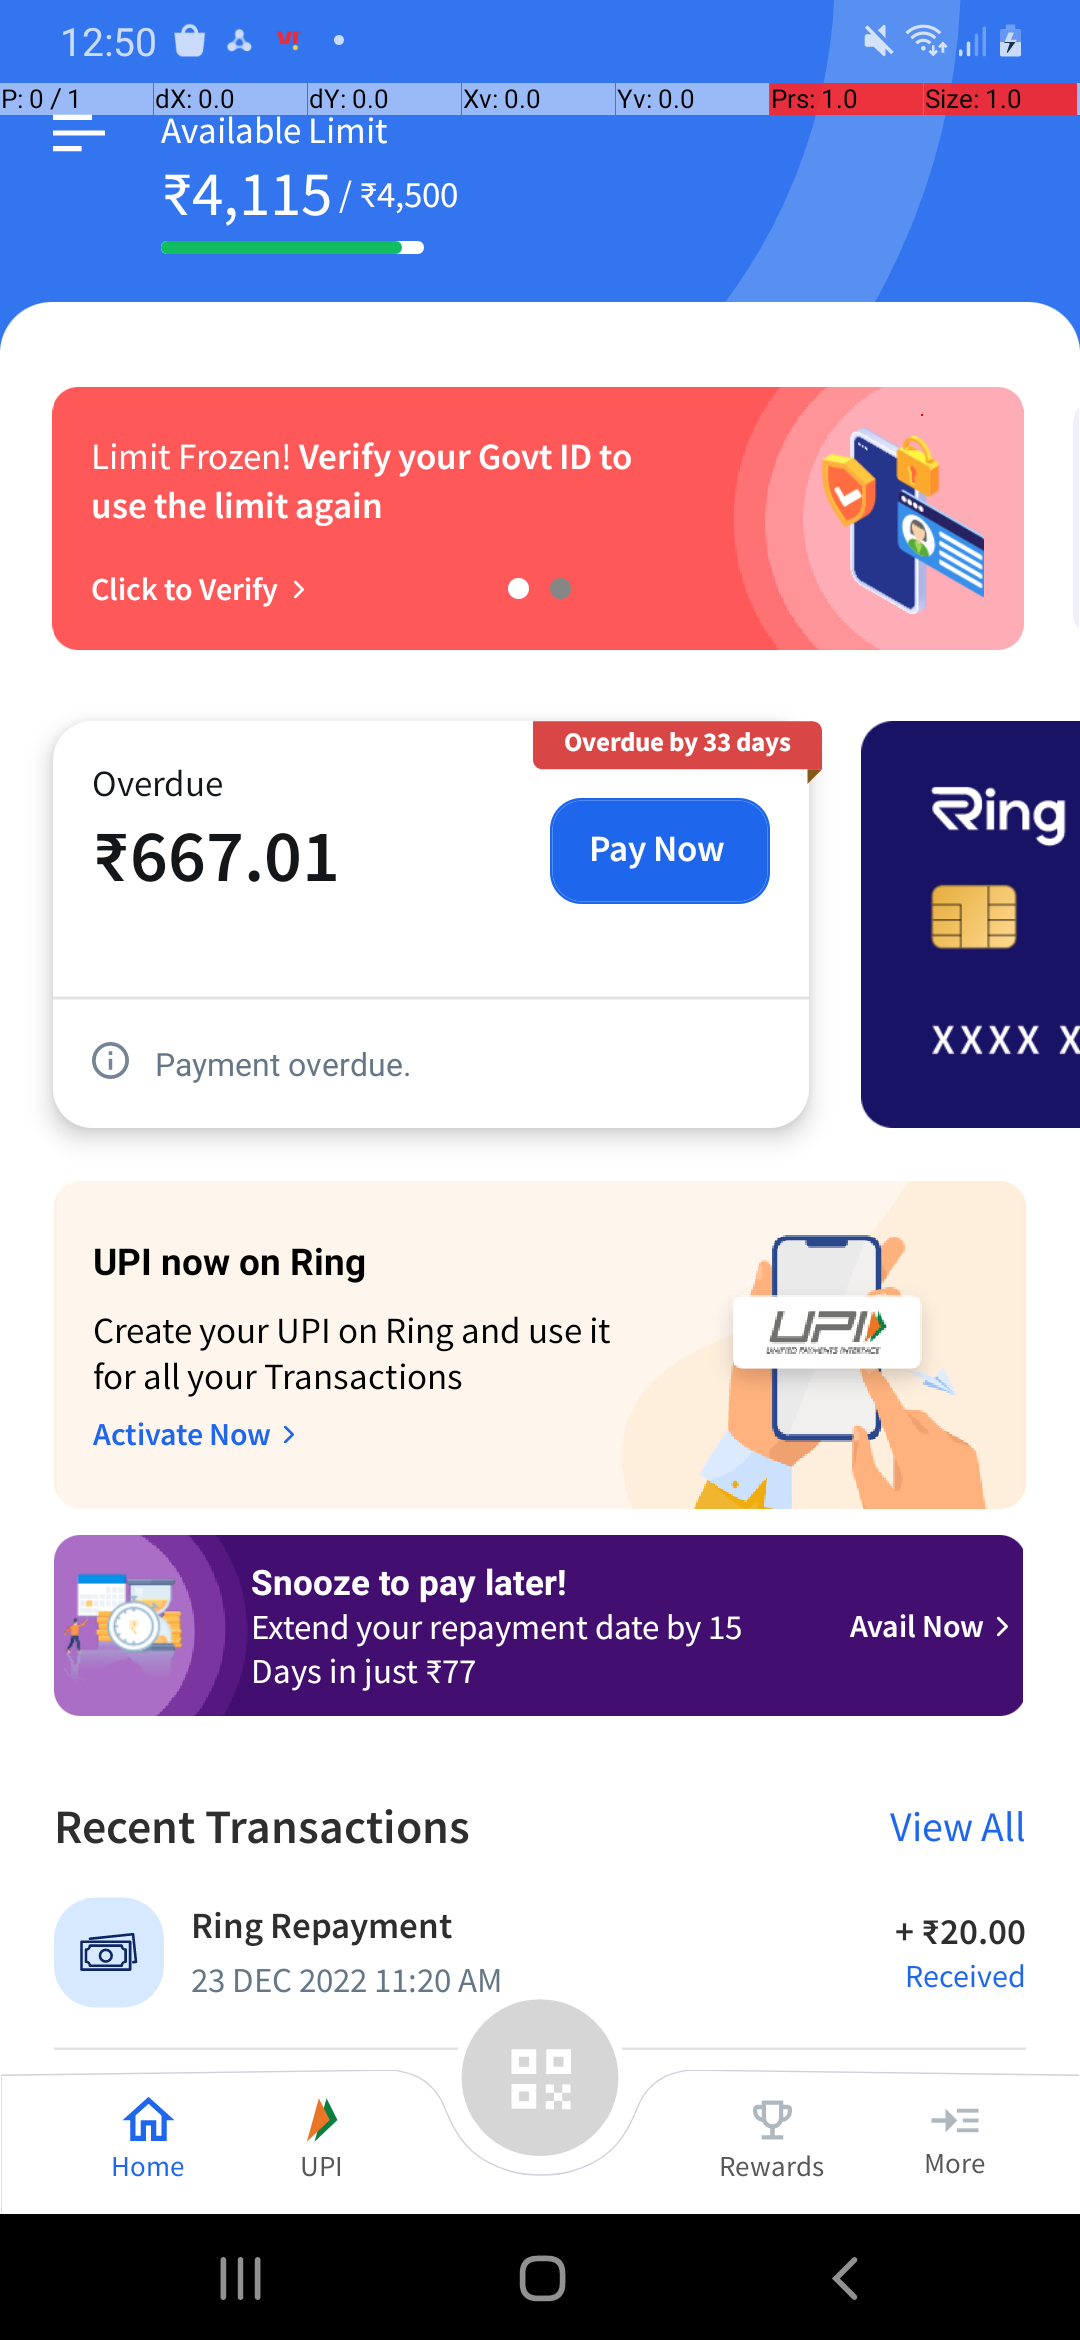 12:50
P: 0 / 1 dX: 0.0 dY: 0.0 Xv: 0.0 Yv: 0.0 Prs: 1.0 Size: 1.0
Available Limit
₹4,115 / ₹4,500
Limit Frozen! Verify your Govt ID to
use the limit again
Click to Verify
Overdue by 33 days
Overdue
₹667.01
Pay Now
Payment overdue.
Ring
XXXX X
UPI now on Ring
Create your UPI on Ring and use it
for all your Transactions
Activate Now
UPI
UNIFIED PAYMENTS INTERFACE
Snooze to pay later!
Extend your repayment date by 15
Days in just ₹77
Avail Now
Recent Transactions
View All
Ring Repayment
+ ₹20.00
23 DEC 2022 11:20 AM
Received
Home
UPI
Rewards
More